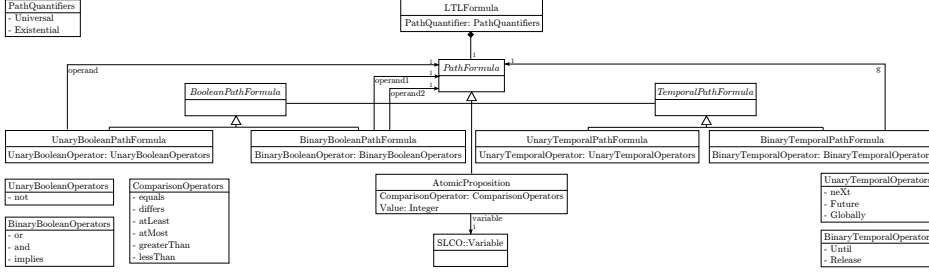 PathQuantifiers
- Universal
- Existential
LTLFormula
PathQuantifier: PathQuantifiers
1
operand
1
PathFormula
1
g
operand1
1
operand2
1
BooleanPathFormula
TemporalPathFormula
UnaryBooleanPathFormula
UnaryBooleanOperator: UnaryBooleanOperators
BinaryBooleanPathFormula
BinaryBooleanOperator: BinaryBooleanOperators
UnaryTemporalPathFormula
UnaryTemporalOperator: UnaryTemporalOperators
BinaryTemporalPathFormula
BinaryTemporalOperator: BinaryTemporalOperators
UnaryBooleanOperators
- not
BinaryBooleanOperators
- or
- and
- implies
ComparisonOperators
- equals
- differs
- atLeast
- atMost
- greaterThan
- lessThan
AtomicProposition
ComparisonOperator: ComparisonOperators
Value: Integer
variable
1
SLCO::Variable
UnaryTemporalOperators
- neXt
- Future
- Globally
BinaryTemporalOperators
- Until
- Release